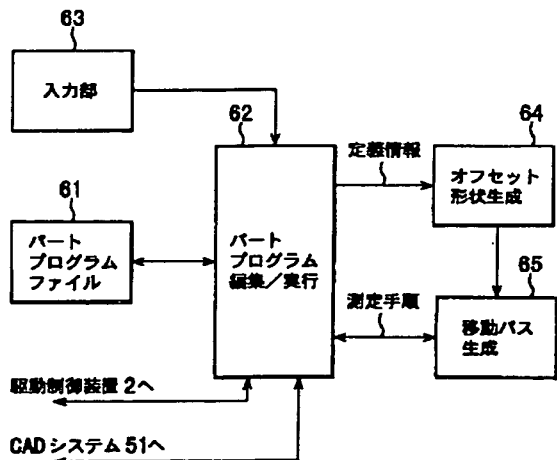 63
入力部
62
64
定義情報
オフセット
形状生成
61
パート
プログラム
ファイル
パート
プログラム
編集／実行
65
測定手順
移動パス
生成
駆動制御装置2へ
CADシステム51へ